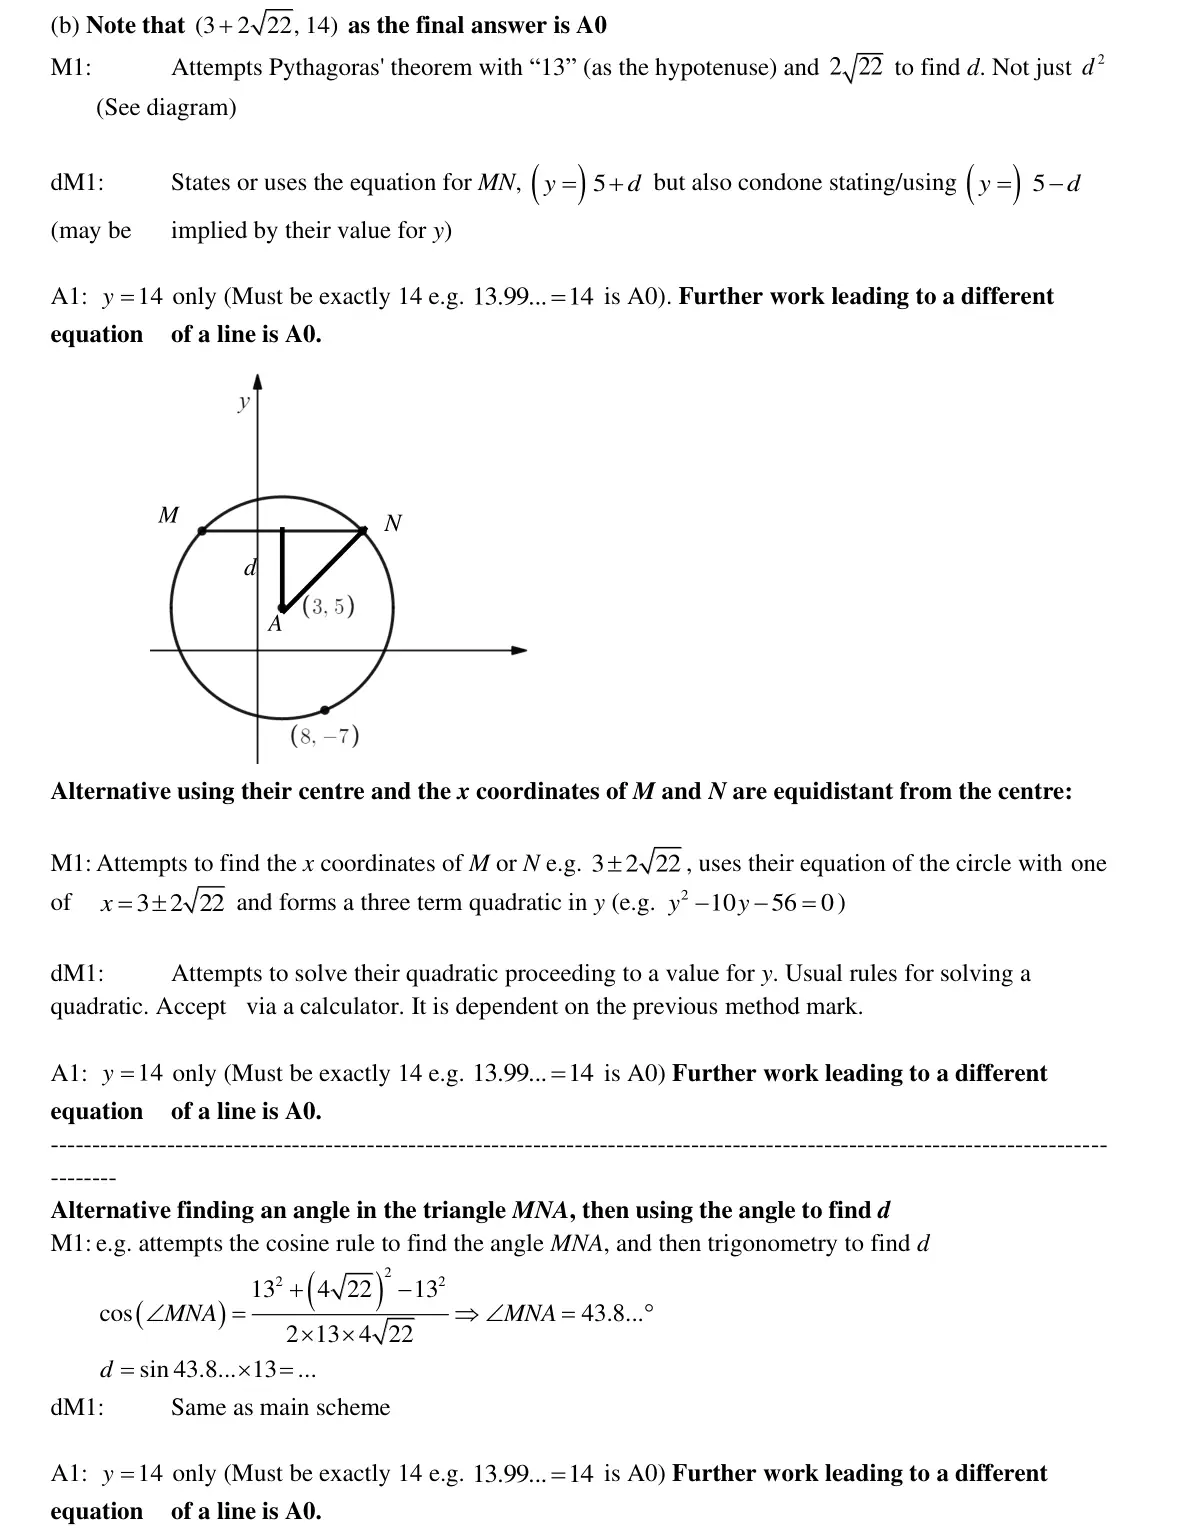 (b) Note that (3+2√22, 14) as the final answer is A0
M1: Attempts Pythagoras' theorem with “13” (as the hypotenuse) and 2√22 to find d. Not just d²
(See diagram)
dM1: States or uses the equation for MN, (y =) 5+d but also condone stating/using (y =) 5−d
(may be implied by their value for y)
A1: y =14 only (Must be exactly 14 e.g. 13.99...=14 is A0). Further work leading to a different
equation of a line is A0.
y
M
N
d
(3, 5)
A
(8, −7)
Alternative using their centre and the x coordinates of M and N are equidistant from the centre:
M1: Attempts to find the x coordinates of M or N e.g. 3±2√22, uses their equation of the circle with one
of x=3±2√22 and forms a three term quadratic in y (e.g. y²−10y−56=0)
dM1: Attempts to solve their quadratic proceeding to a value for y. Usual rules for solving a
quadratic. Accept via a calculator. It is dependent on the previous method mark.
A1: y =14 only (Must be exactly 14 e.g. 13.99...=14 is A0) Further work leading to a different
equation of a line is A0.
--------------------------------------------------------------------------------------------------------------------------------
--------
Alternative finding an angle in the triangle MNA, then using the angle to find d
M1: e.g. attempts the cosine rule to find the angle MNA, and then trigonometry to find d
cos(∠MNA) = (13² + (4√22)² − 13²) / (2×13×4√22) ⇒ ∠MNA = 43.8...°
d = sin 43.8...×13= ...
dM1: Same as main scheme
A1: y =14 only (Must be exactly 14 e.g. 13.99...=14 is A0) Further work leading to a different
equation of a line is A0.